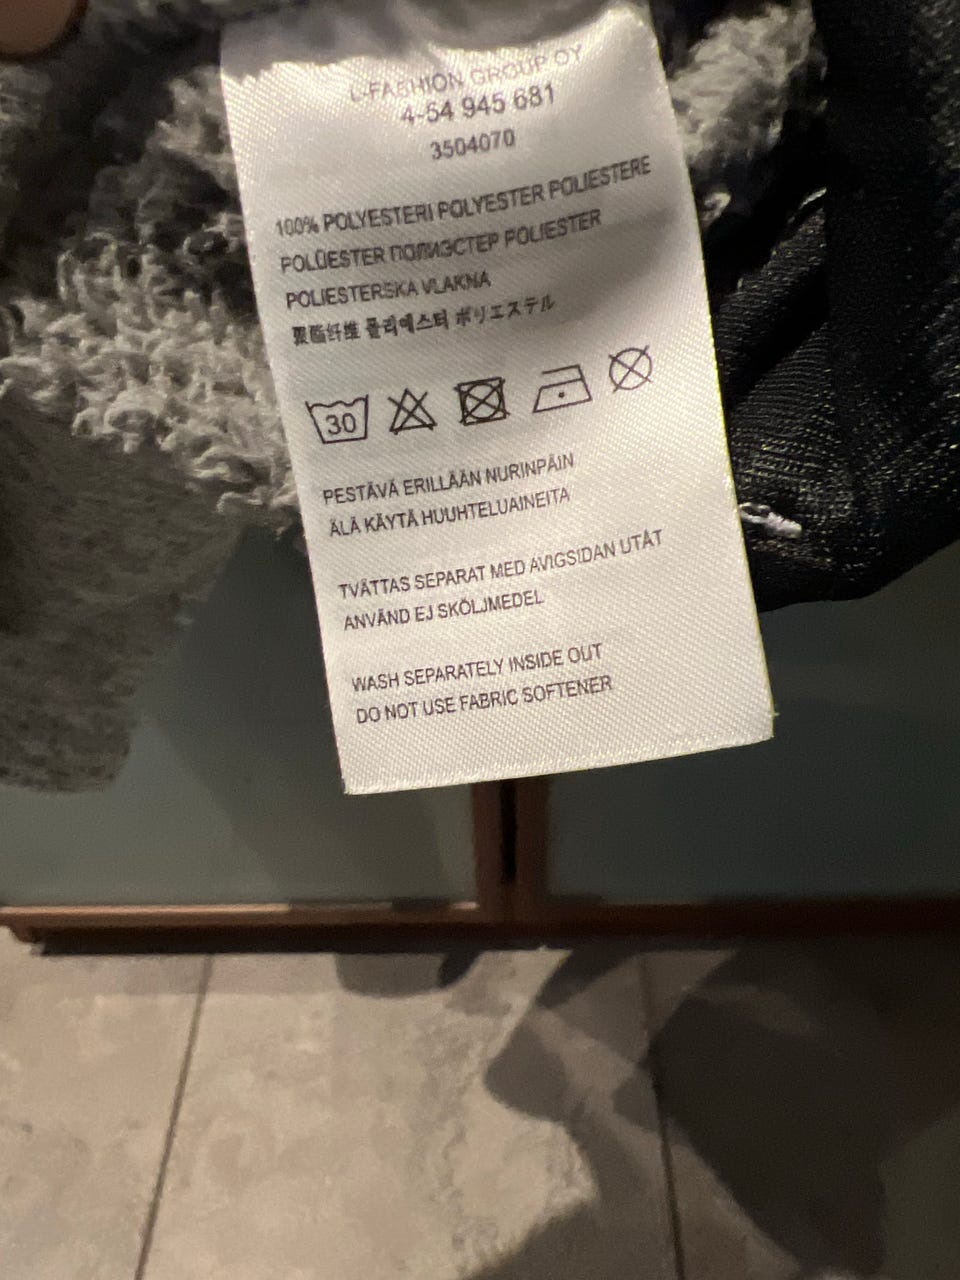 L-FASHION GROUP OY
4-54 945 681
3504070
100% POLYESTERI POLYESTER POLIESTERE
POLÜESTER ПОЛИЭСТЕР POLIESTER
POLIESTERSKA VLAKNA
聚酯纤维 폴리에스터 ポリエステル
30
PESTÄVÄ ERILLÄÄN NURINPÄIN
ÄLÄ KÄYTÄ HUUHTELUAINEITA
TVÄTTAS SEPARAT MED AVIGSIDAN UTÅT
ANVÄND EJ SKÖLJMEDEL
WASH SEPARATELY INSIDE OUT
DO NOT USE FABRIC SOFTENER